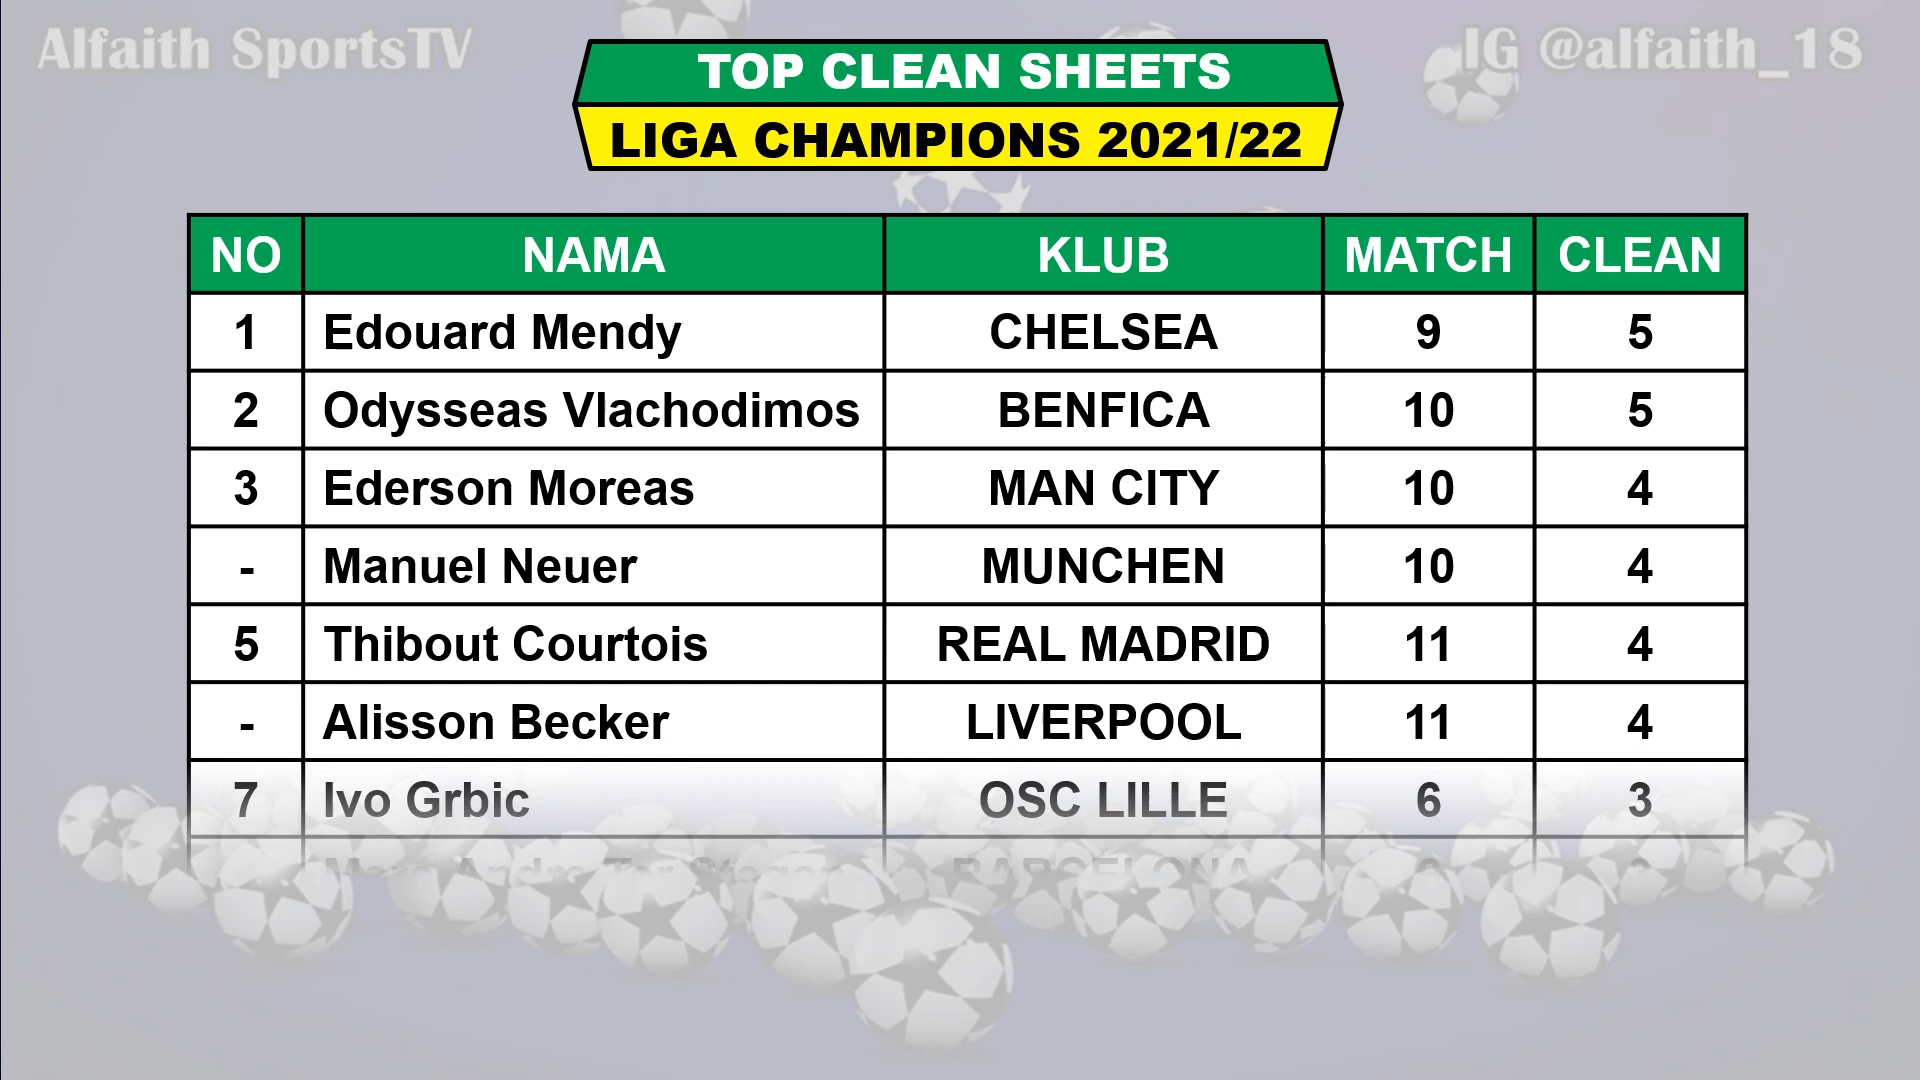 Alfaith SportsTV
IG @alfaith_18
TOP CLEAN SHEETS
LIGA CHAMPIONS 2021/22
NO NAMA KLUB MATCH CLEAN
1 Edouard Mendy CHELSEA 9 5
2 Odysseas Vlachodimos BENFICA 10 5
3 Ederson Moreas MAN CITY 10 4
- Manuel Neuer MUNCHEN 10 4
5 Thibout Courtois REAL MADRID 11 4
- Alisson Becker LIVERPOOL 11 4
7 Ivo Grbic OSC LILLE 6 3
BARCELONA